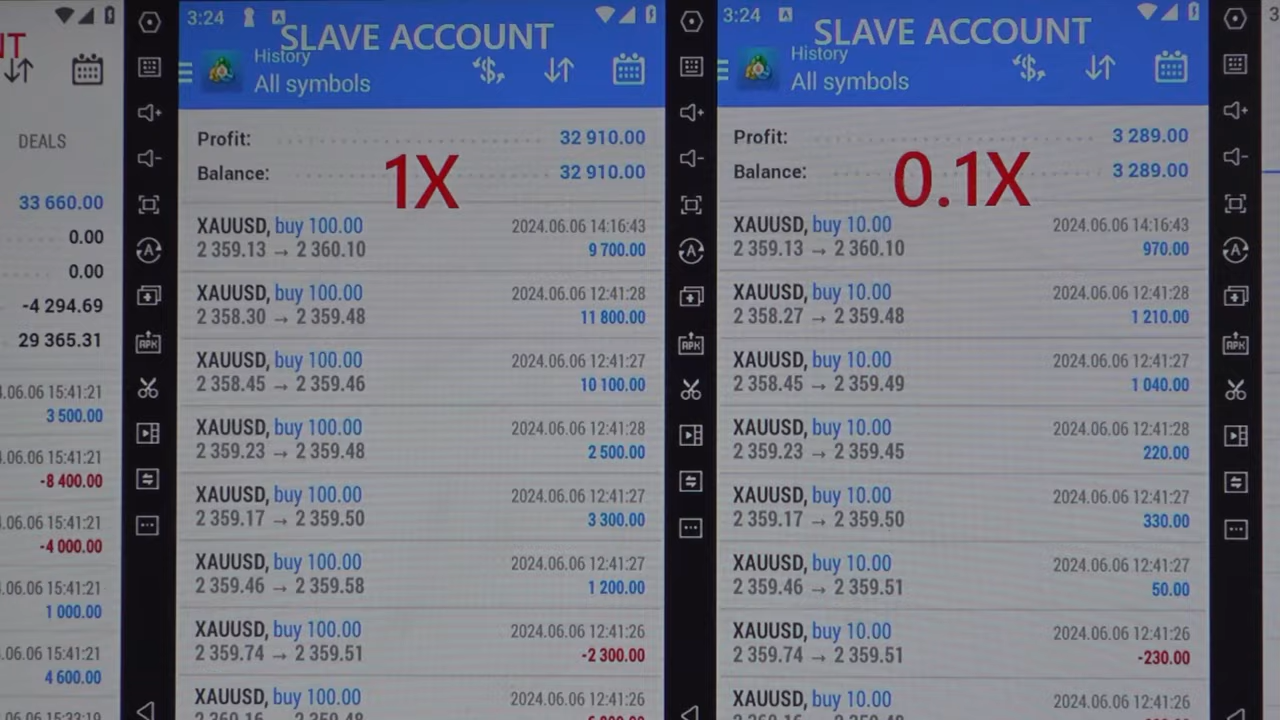 NT
DEALS
33 660.00
0.00
0.00
-4 294.69
29 365.31
.06.06 15:41:21
3 500.00
.06.06 15:41:21
-8 400.00
.06.06 15:41:21
-4 000.00
.06.06 15:41:21
1 000.00
.06.06 15:41:21
4 600.00
3:24
SLAVE ACCOUNT
History
All symbols
Profit: 32 910.00
Balance: 32 910.00
1X
XAUUSD, buy 100.00 2024.06.06 14:16:43
2 359.13 → 2 360.10 9 700.00
XAUUSD, buy 100.00 2024.06.06 12:41:28
2 358.30 → 2 359.48 11 800.00
XAUUSD, buy 100.00 2024.06.06 12:41:27
2 358.45 → 2 359.46 10 100.00
XAUUSD, buy 100.00 2024.06.06 12:41:28
2 359.23 → 2 359.48 2 500.00
XAUUSD, buy 100.00 2024.06.06 12:41:27
2 359.17 → 2 359.50 3 300.00
XAUUSD, buy 100.00 2024.06.06 12:41:27
2 359.46 → 2 359.58 1 200.00
XAUUSD, buy 100.00 2024.06.06 12:41:26
2 359.74 → 2 359.51 -2 300.00
XAUUSD, buy 100.00 2024.06.06 12:41:26
3:24
SLAVE ACCOUNT
History
All symbols
Profit: 3 289.00
Balance: 3 289.00
0.1X
XAUUSD, buy 10.00 2024.06.06 14:16:43
2 359.13 → 2 360.10 970.00
XAUUSD, buy 10.00 2024.06.06 12:41:28
2 358.27 → 2 359.48 1 210.00
XAUUSD, buy 10.00 2024.06.06 12:41:27
2 358.45 → 2 359.49 1 040.00
XAUUSD, buy 10.00 2024.06.06 12:41:28
2 359.23 → 2 359.45 220.00
XAUUSD, buy 10.00 2024.06.06 12:41:27
2 359.17 → 2 359.50 330.00
XAUUSD, buy 10.00 2024.06.06 12:41:27
2 359.46 → 2 359.51 50.00
XAUUSD, buy 10.00 2024.06.06 12:41:26
2 359.74 → 2 359.51 -230.00
XAUUSD, buy 10.00 2024.06.06 12:41:26